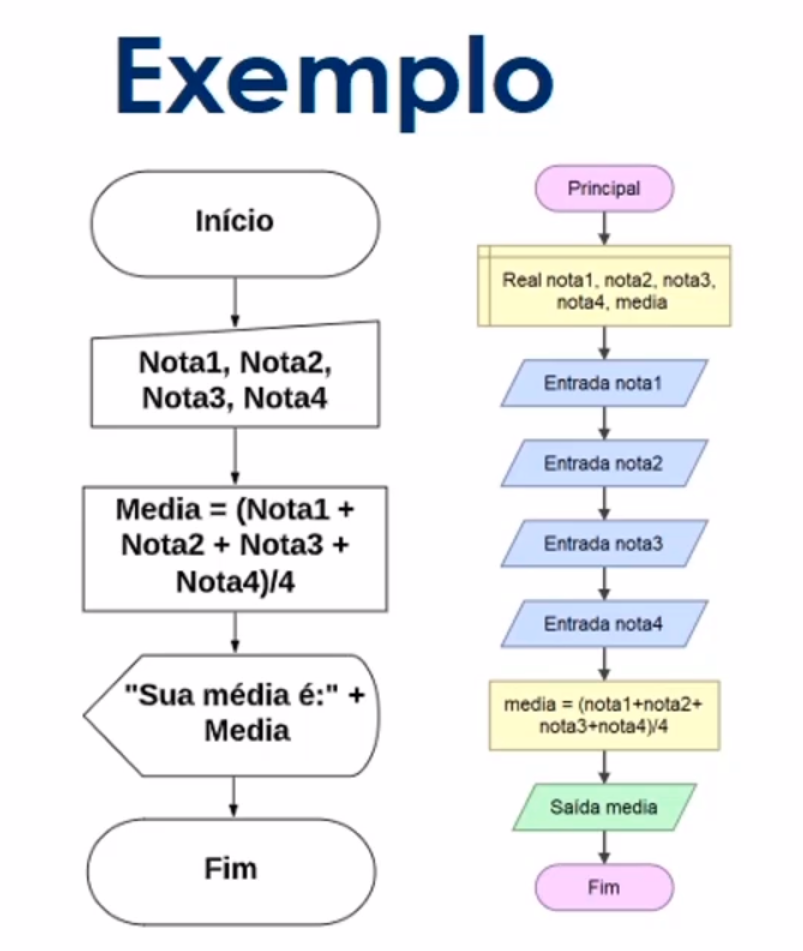 Exemplo
Início
Nota1, Nota2,
Nota3, Nota4
Media = (Nota1 +
Nota2 + Nota3 +
Nota4)/4
"Sua média é:" +
Media
Fim
Principal
Real nota1, nota2, nota3,
nota4, media
Entrada nota1
Entrada nota2
Entrada nota3
Entrada nota4
media = (nota1+nota2+
nota3+nota4)/4
Saída media
Fim